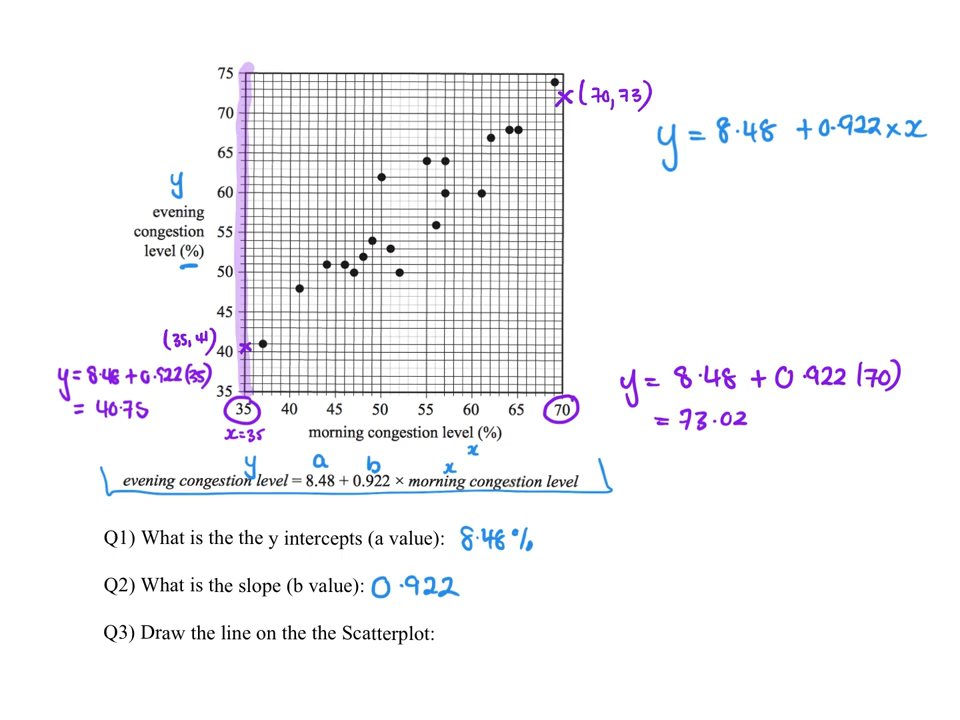 75
× (70,73)
70
y = 8.48 + 0.922 × x
65
y
60
evening
congestion
level (%)
55
50
45
(35,41) ×
40
y = 8.48 + 0.922 (35)
= 40.75
35
y = 8.48 + 0.922 (70)
= 73.02
35 40 45 50 55 60 65 70
x = 35
morning congestion level (%)
x
y a b x
evening congestion level = 8.48 + 0.922 × morning congestion level
Q1) What is the the y intercepts (a value): 8.48%
Q2) What is the slope (b value): 0.922
Q3) Draw the line on the the Scatterplot: